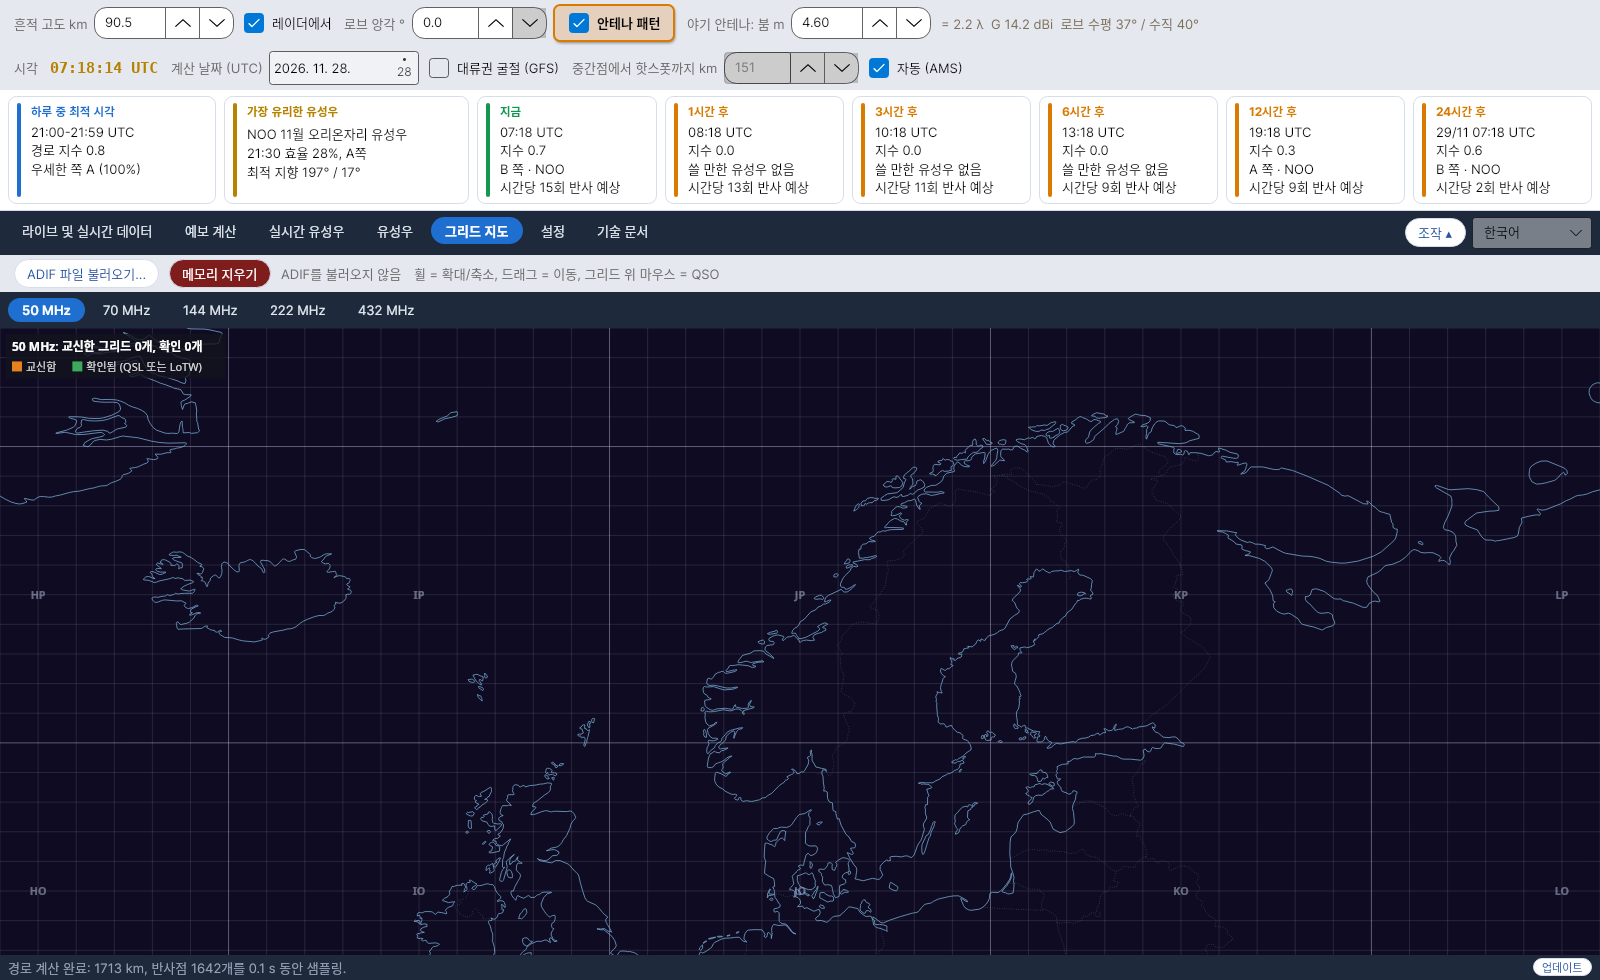 흔적 고도 km 90.5 레이더에서 로브 앙각 ° 0.0 안테나 패턴 야기 안테나: 붐 m 4.60 = 2.2 λ G 14.2 dBi 로브 수평 37° / 수직 40°
시각 07:18:14 UTC 계산 날짜 (UTC) 2026. 11. 28. 28 대류권 굴절 (GFS) 중간점에서 핫스폿까지 km 151 자동 (AMS)
하루 중 최적 시각
21:00-21:59 UTC
경로 지수 0.8
우세한 쪽 A (100%)
가장 유리한 유성우
NOO 11월 오리온자리 유성우
21:30 효율 28%, A쪽
최적 지향 197° / 17°
지금
07:18 UTC
지수 0.7
B 쪽 · NOO
시간당 15회 반사 예상
1시간 후
08:18 UTC
지수 0.0
쓸 만한 유성우 없음
시간당 13회 반사 예상
3시간 후
10:18 UTC
지수 0.0
쓸 만한 유성우 없음
시간당 11회 반사 예상
6시간 후
13:18 UTC
지수 0.0
쓸 만한 유성우 없음
시간당 9회 반사 예상
12시간 후
19:18 UTC
지수 0.3
A 쪽 · NOO
시간당 9회 반사 예상
24시간 후
29/11 07:18 UTC
지수 0.6
B 쪽 · NOO
시간당 2회 반사 예상
라이브 및 실시간 데이터 예보 계산 실시간 유성우 유성우 그리드 지도 설정 기술 문서 조작 ▴ 한국어
ADIF 파일 불러오기... 메모리 지우기 ADIF를 불러오지 않음 휠 = 확대/축소, 드래그 = 이동, 그리드 위 마우스 = QSO
50 MHz 70 MHz 144 MHz 222 MHz 432 MHz
50 MHz: 교신한 그리드 0개, 확인 0개
교신함 확인됨 (QSL 또는 LoTW)
HP IP JP KP LP
HO IO JO KO LO
경로 계산 완료: 1713 km, 반사점 1642개를 0.1 s 동안 샘플링. 업데이트